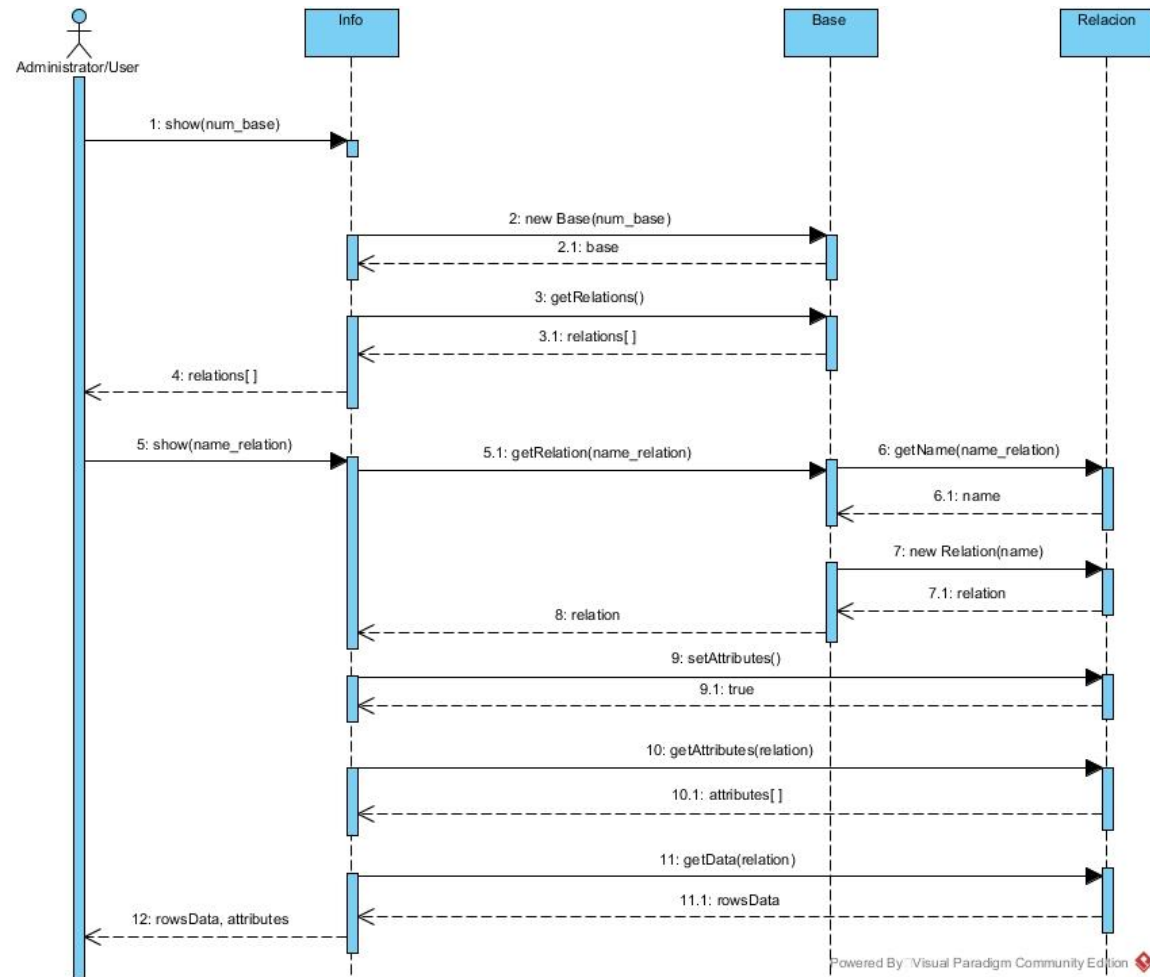 Info
Base
Relacion
Administrator/User
1: show(num_base)
2: new Base(num_base)
2.1: base
3: getRelations()
3.1: relations[ ]
4: relations[ ]
5: show(name_relation)
5.1: getRelation(name_relation)
6: getName(name_relation)
6.1: name
7: new Relation(name)
7.1: relation
8: relation
9: setAttributes()
9.1: true
10: getAttributes(relation)
10.1: attributes[ ]
11: getData(relation)
11.1: rowsData
12: rowsData, attributes
Powered By Visual Paradigm Community Edition